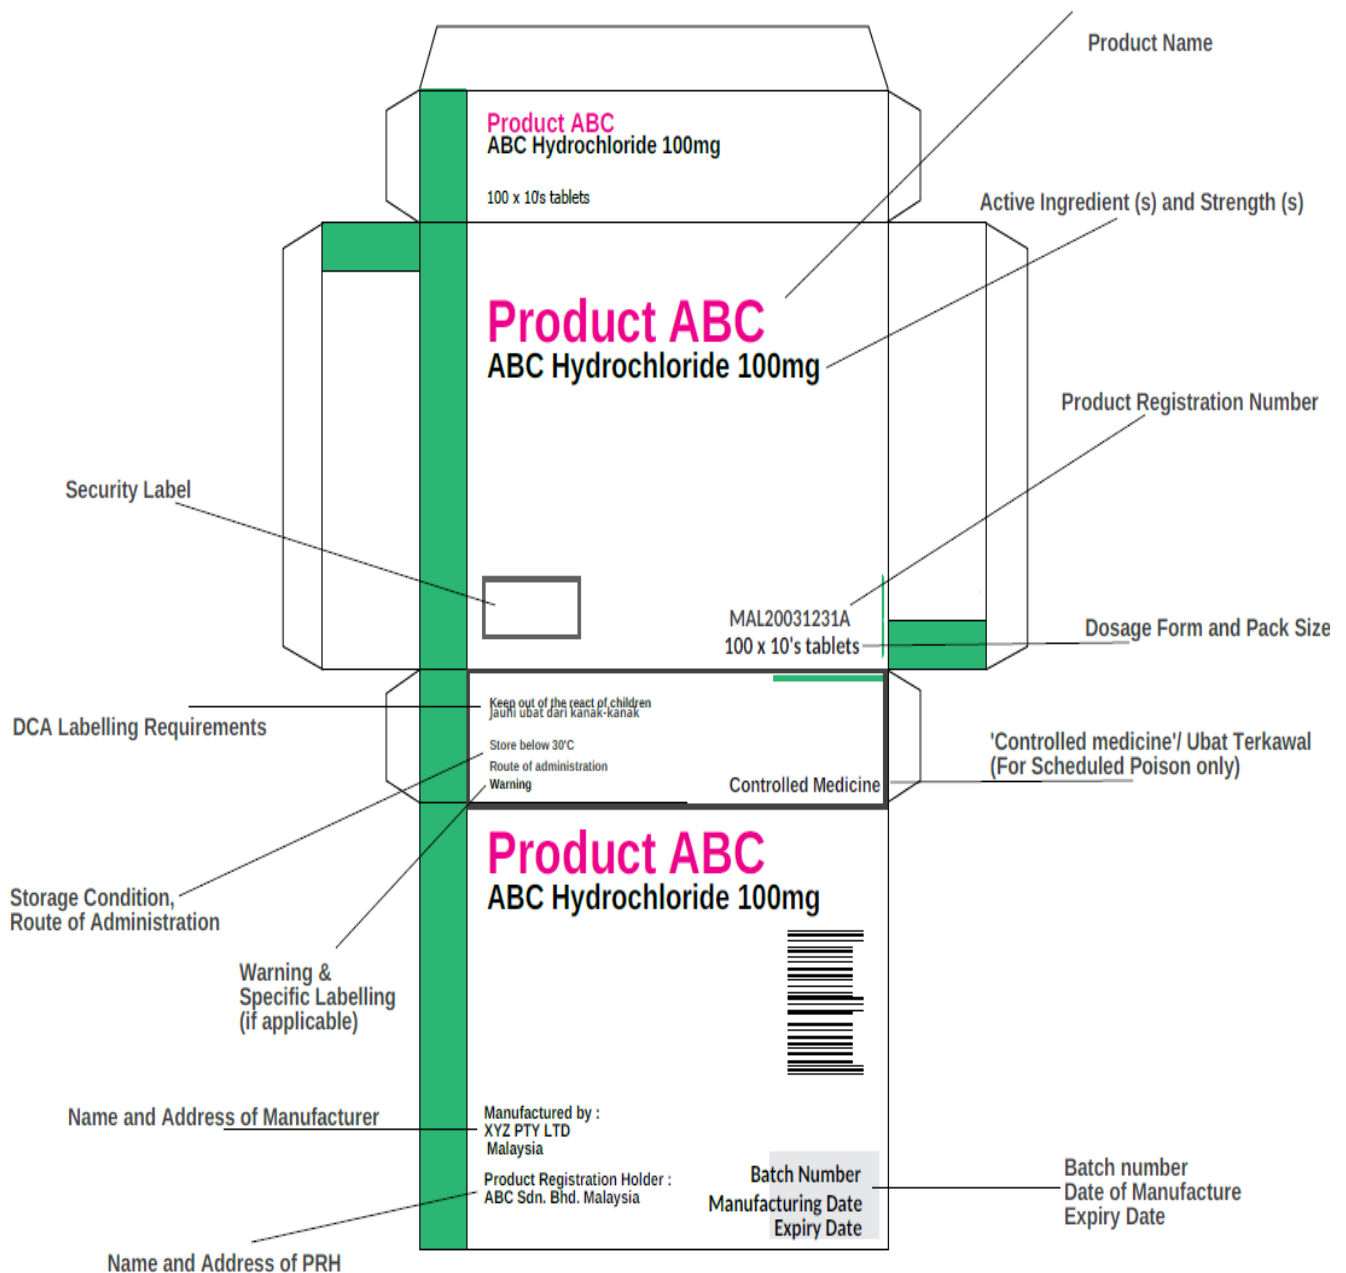 Product Name
Product ABC
ABC Hydrochloride 100mg
100 x 10's tablets
Active Ingredient (s) and Strength (s)
Product ABC
ABC Hydrochloride 100mg
Product Registration Number
Security Label
MAL20031231A
100 x 10's tablets
Dosage Form and Pack Size
Keep out of the react of children
Jauhi ubat dari kanak-kanak
DCA Labelling Requirements
Store below 30'C
Route of administration
Warning
Controlled Medicine
'Controlled medicine'/ Ubat Terkawal
(For Scheduled Poison only)
Product ABC
ABC Hydrochloride 100mg
Storage Condition,
Route of Administration
Warning &
Specific Labelling
(if applicable)
Name and Address of Manufacturer
Manufactured by :
XYZ PTY LTD
Malaysia
Product Registration Holder :
ABC Sdn. Bhd. Malaysia
Batch Number
Manufacturing Date
Expiry Date
Batch number
Date of Manufacture
Expiry Date
Name and Address of PRH